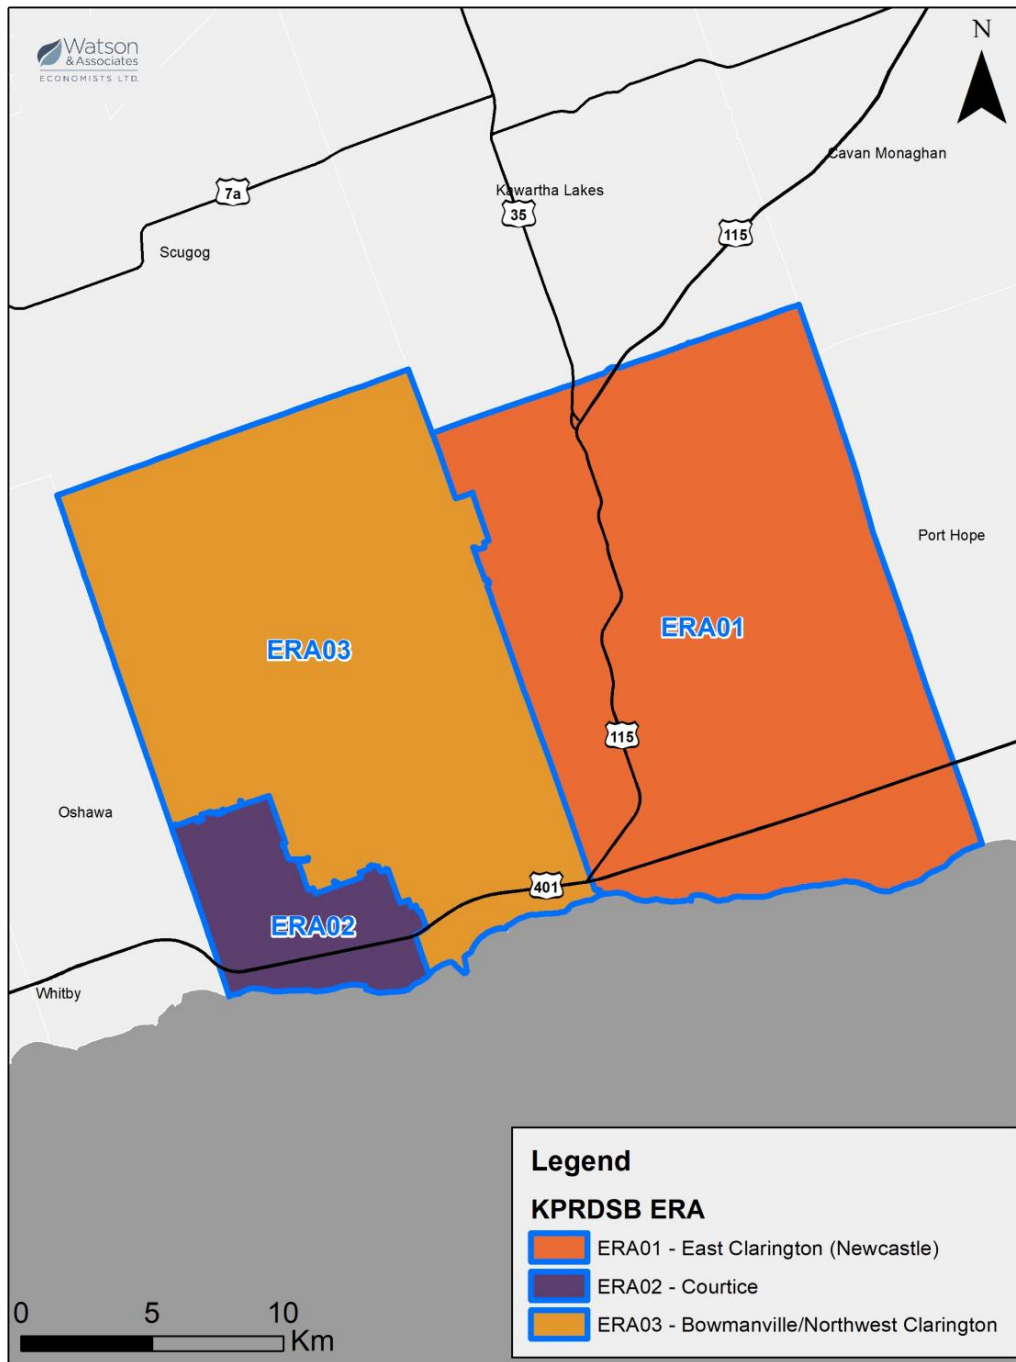 Watson
& Associates
ECONOMISTS LTD.
N
Cavan Monaghan
7a
Kawartha Lakes
35
115
Scugog
Port Hope
ERA01
ERA03
115
Oshawa
401
ERA02
Whitby
Legend
KPRDSB ERA
ERA01 - East Clarington (Newcastle)
ERA02 - Courtice
ERA03 - Bowmanville/Northwest Clarington
0 5 10
Km